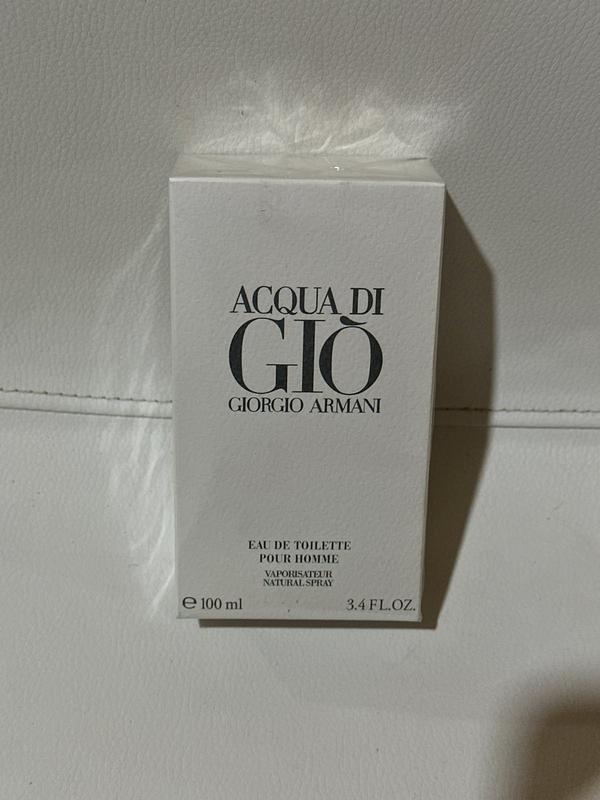 ACQUA DI
GIÒ
GIORGIO ARMANI
EAU DE TOILETTE
POUR HOMME
VAPORISATEUR
NATURAL SPRAY
℮ 100 ml 3.4 FL.OZ.